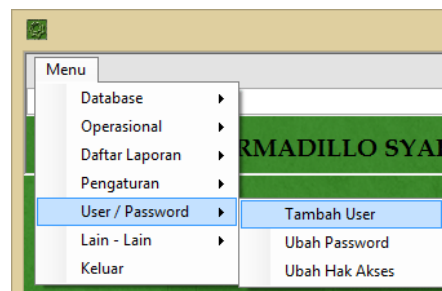 Menu
Database
Operasional
RMADILLO
Daftar Laporan
Pengaturan
User / Password
Tambah User
Lain - Lain
Ubah Password
Keluar
Ubah Hak Akses